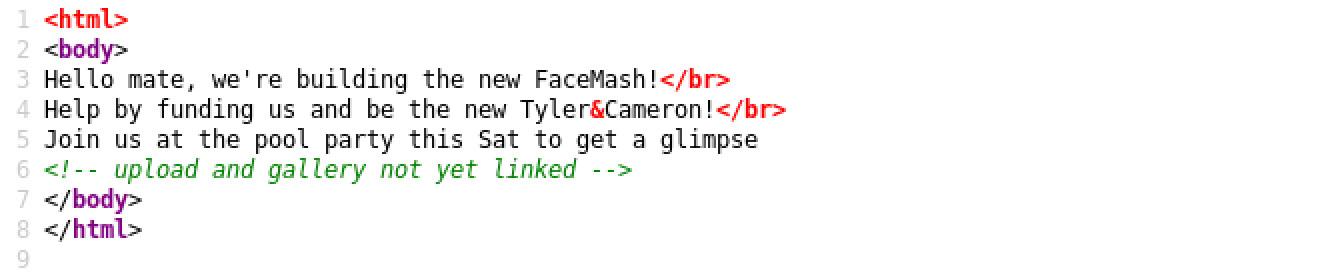 1 <html>
2 <body>
3 Hello mate, we're building the new FaceMash!</br>
4 Help by funding us and be the new Tyler&Cameron!</br>
5 Join us at the pool party this Sat to get a glimpse
6 <!-- upload and gallery not yet linked -->
7 </body>
8 </html>
9